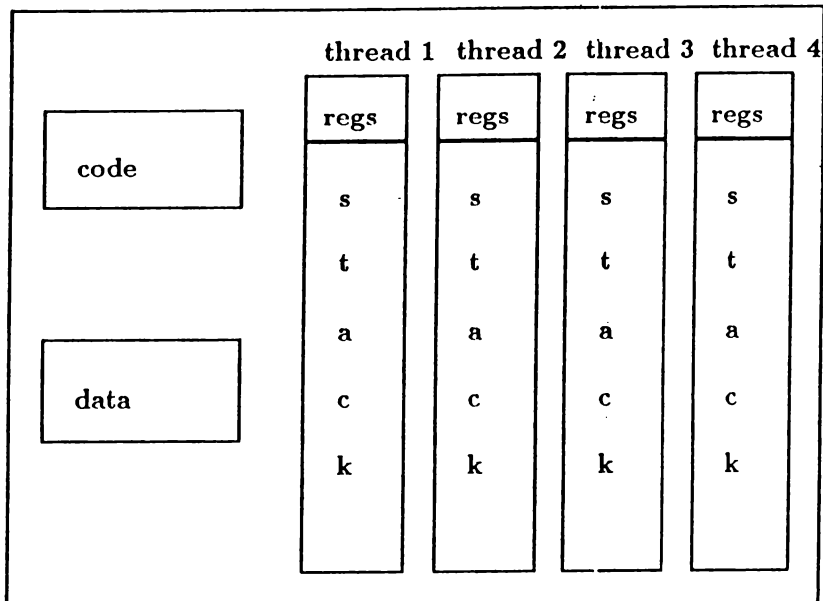 thread 1 thread 2 thread 3 thread 4
regs regs regs regs
code
s s s s
t t t t
a a a a
data
c c c c
k k k k